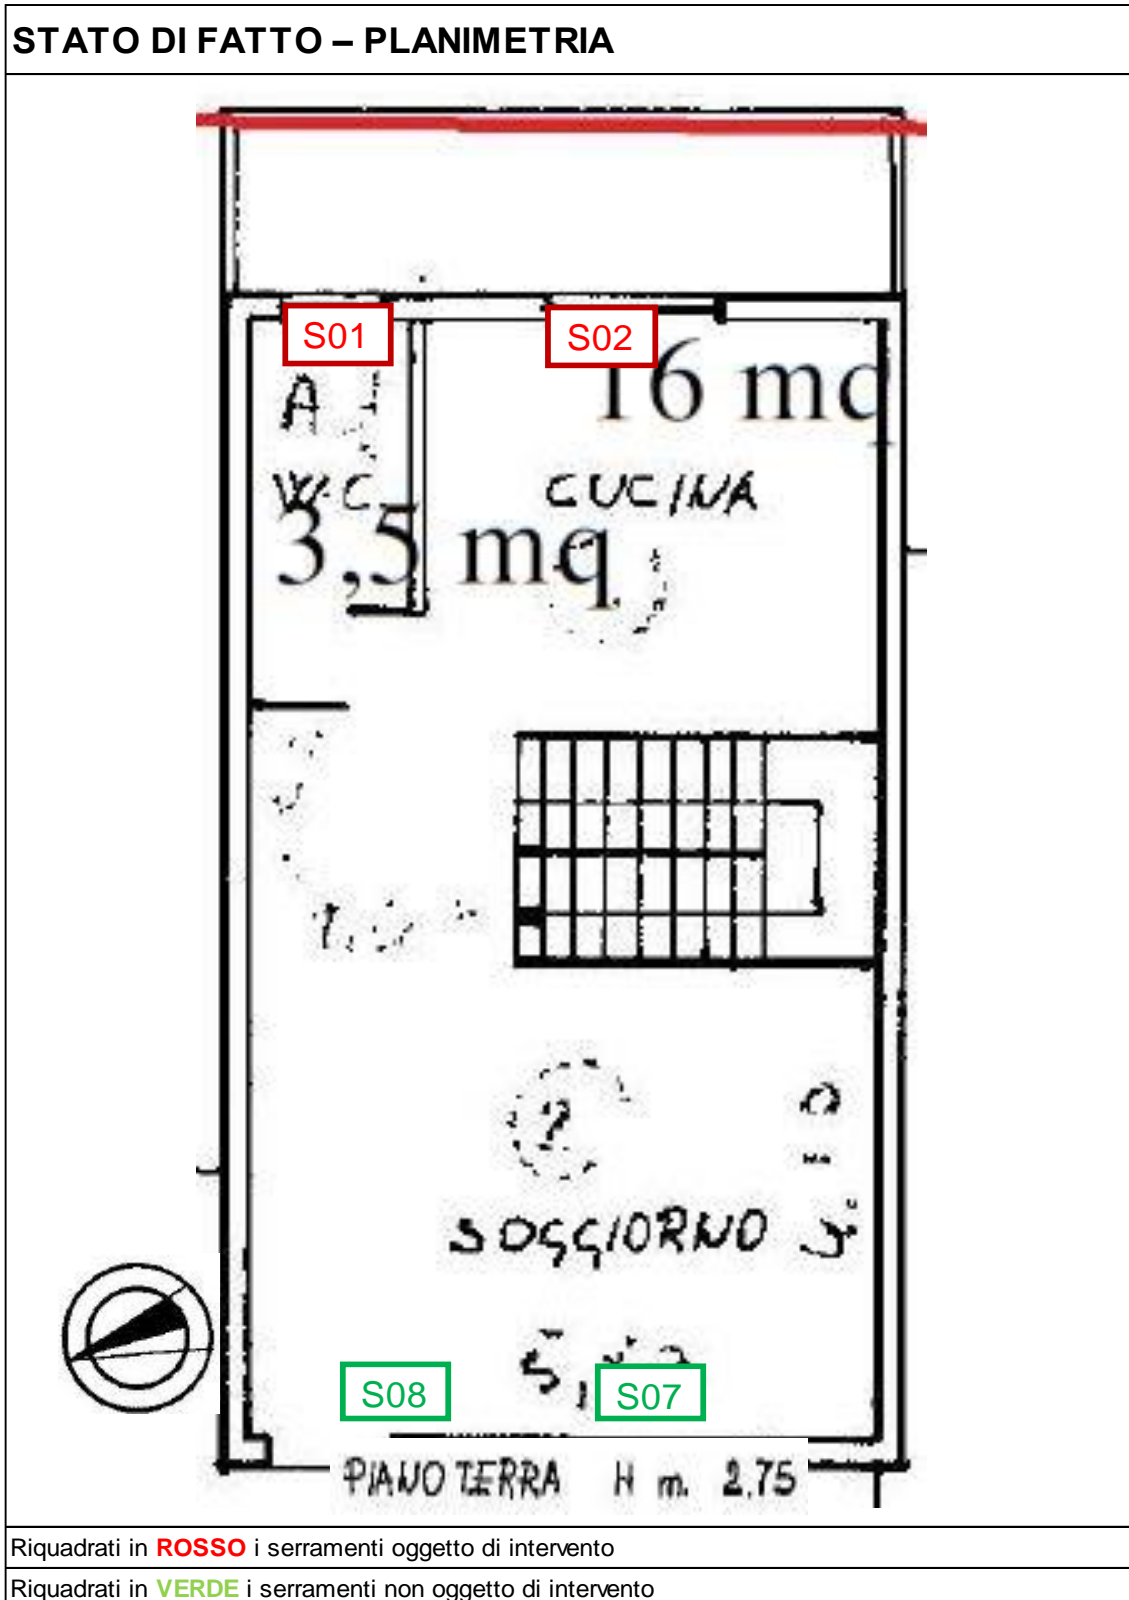 STATO DI FATTO – PLANIMETRIA
S01
S02
16 mq
W.C
CUCINA
3,5 mq
SOGGIORNO
S08
S07
PIANO TERRA H m. 2,75
Riquadrati in ROSSO i serramenti oggetto di intervento
Riquadrati in VERDE i serramenti non oggetto di intervento